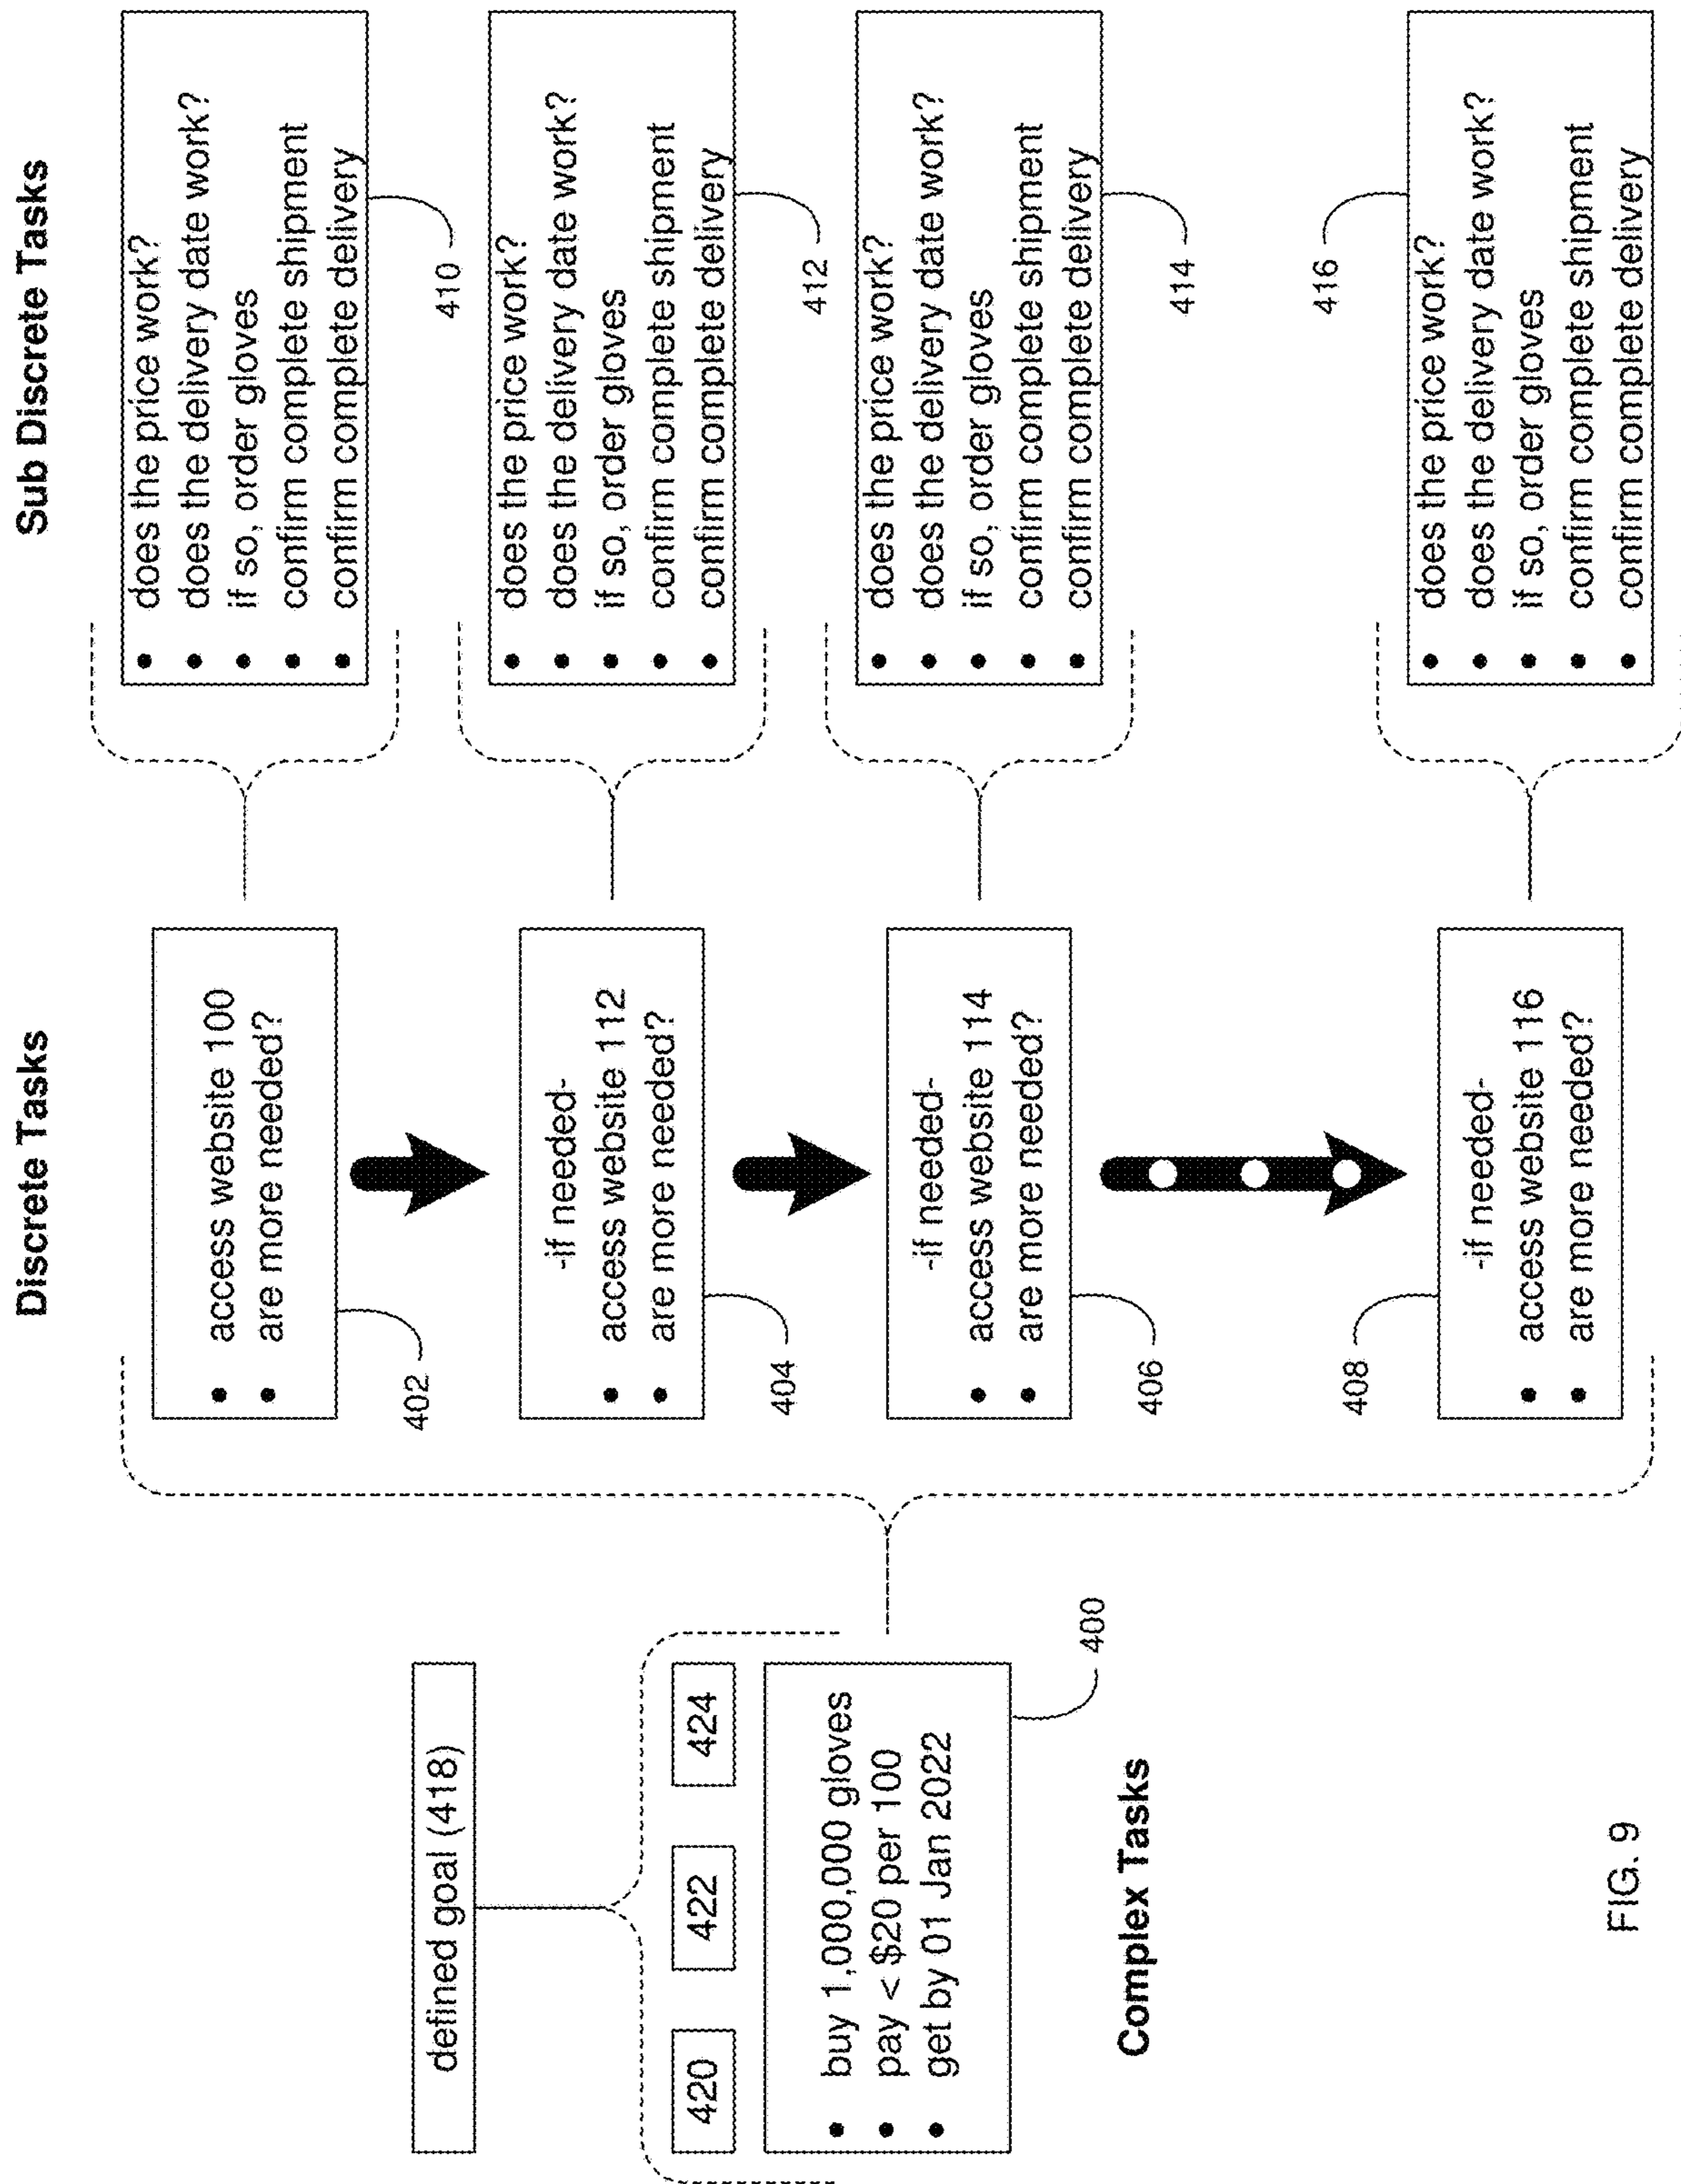 defined goal (418)
420
422
424
• buy 1,000,000 gloves
• pay < $20 per 100
• get by 01 Jan 2022
400
Complex Tasks
Discrete Tasks
• access website 100
• are more needed?
402
-if needed-
• access website 112
• are more needed?
404
-if needed-
• access website 114
• are more needed?
406
-if needed-
• access website 116
• are more needed?
408
Sub Discrete Tasks
• does the price work?
• does the delivery date work?
• if so, order gloves
• confirm complete shipment
• confirm complete delivery
410
• does the price work?
• does the delivery date work?
• if so, order gloves
• confirm complete shipment
• confirm complete delivery
412
• does the price work?
• does the delivery date work?
• if so, order gloves
• confirm complete shipment
• confirm complete delivery
414
• does the price work?
• does the delivery date work?
• if so, order gloves
• confirm complete shipment
• confirm complete delivery
416
FIG. 9